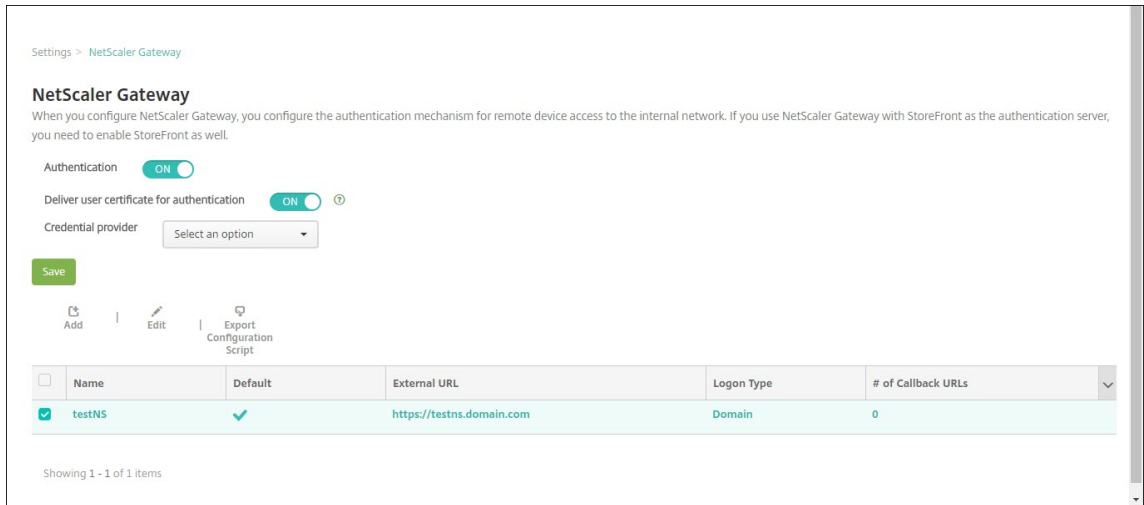 Settings > NetScaler Gateway
NetScaler Gateway
When you configure NetScaler Gateway, you configure the authentication mechanism for remote device access to the internal network. If you use NetScaler Gateway with StoreFront as the authentication server,
you need to enable StoreFront as well.
Authentication ON
Deliver user certificate for authentication ON ?
Credential provider Select an option
Save
Add | Edit | Export
Configuration
Script
Name Default External URL Logon Type # of Callback URLs
testNS https://testns.domain.com Domain 0
Showing 1 - 1 of 1 items